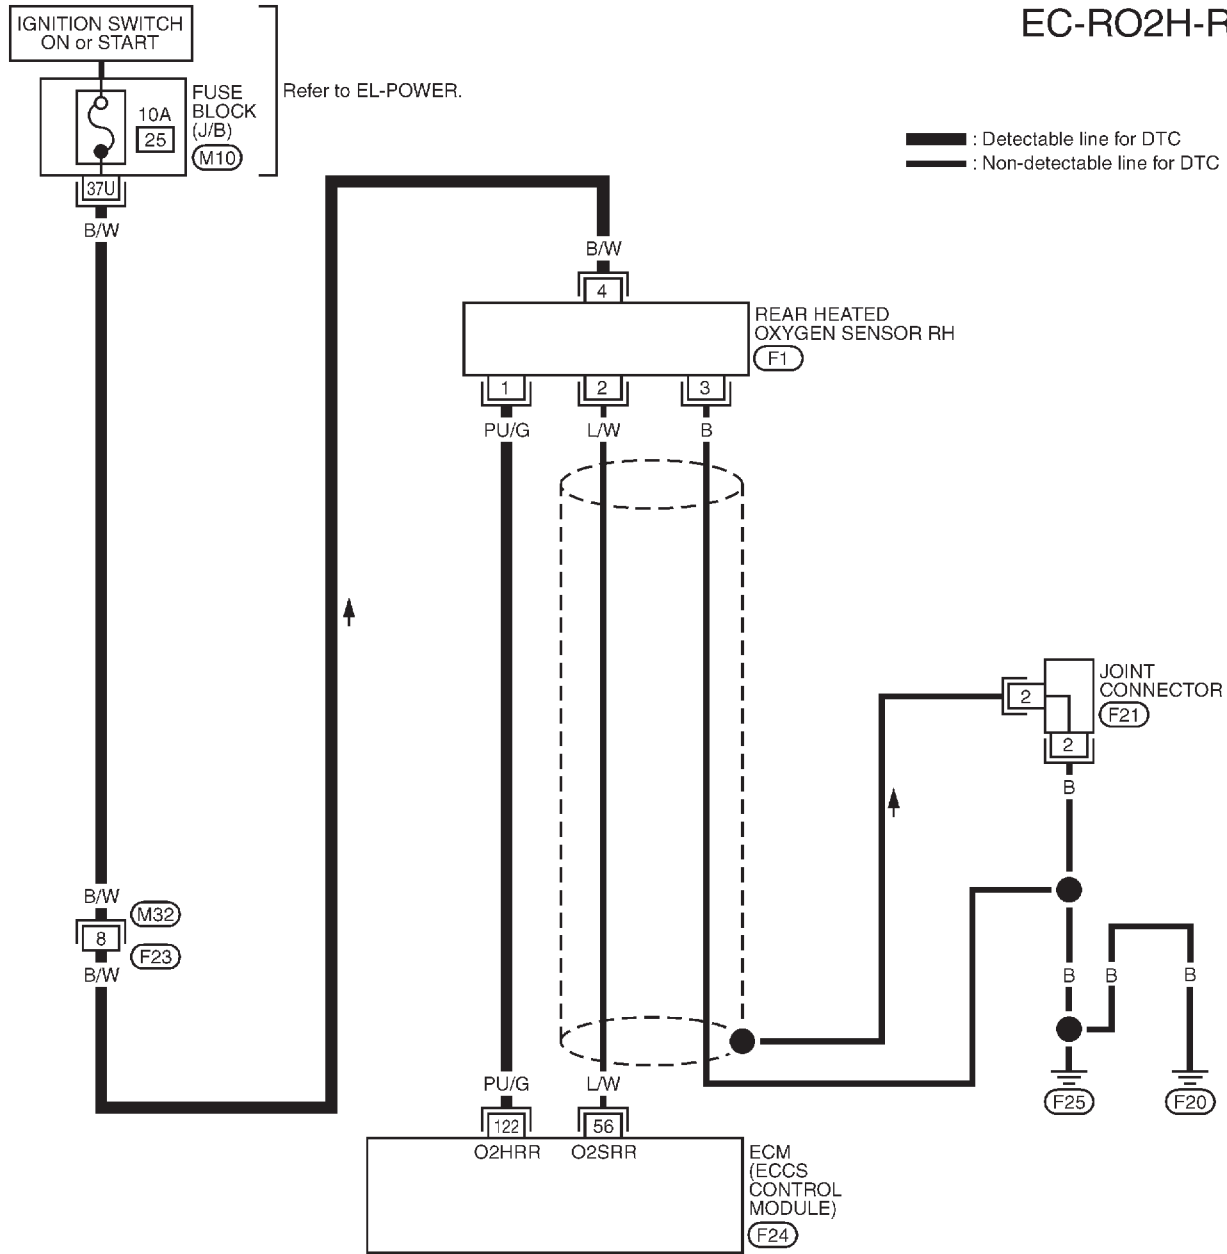 EC-RO2H-R
IGNITION SWITCH
ON or START
FUSE
BLOCK
(J/B)
M10
10A
25
Refer to EL-POWER.
: Detectable line for DTC
: Non-detectable line for DTC
37U
B/W
B/W
4
REAR HEATED
OXYGEN SENSOR RH
F1
1
2
3
PU/G
L/W
B
JOINT
CONNECTOR
F21
2
2
B
B/W
M32
8
F23
B/W
B
B
B
PU/G
L/W
F25
F20
122
56
O2HRR
O2SRR
ECM
(ECCS
CONTROL
MODULE)
F24